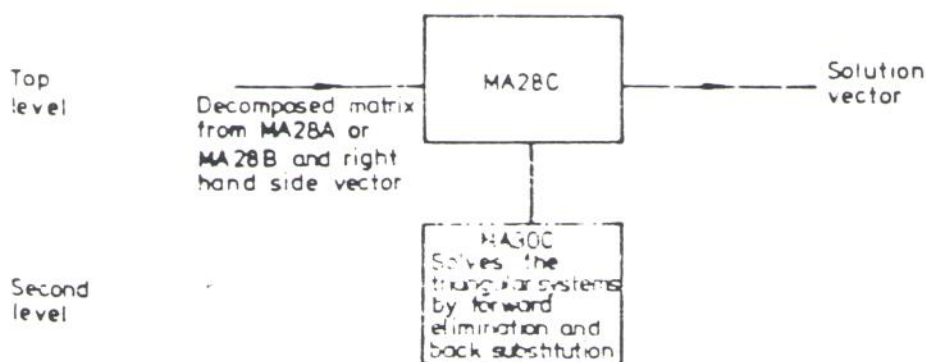 Top
level
Decomposed matrix
from MA28A or
MA28B and right
hand side vector
MA28C
Solution
vector
Second
level
MA30C
Solves the
triangular systems
by forward
elimination and
back substitution